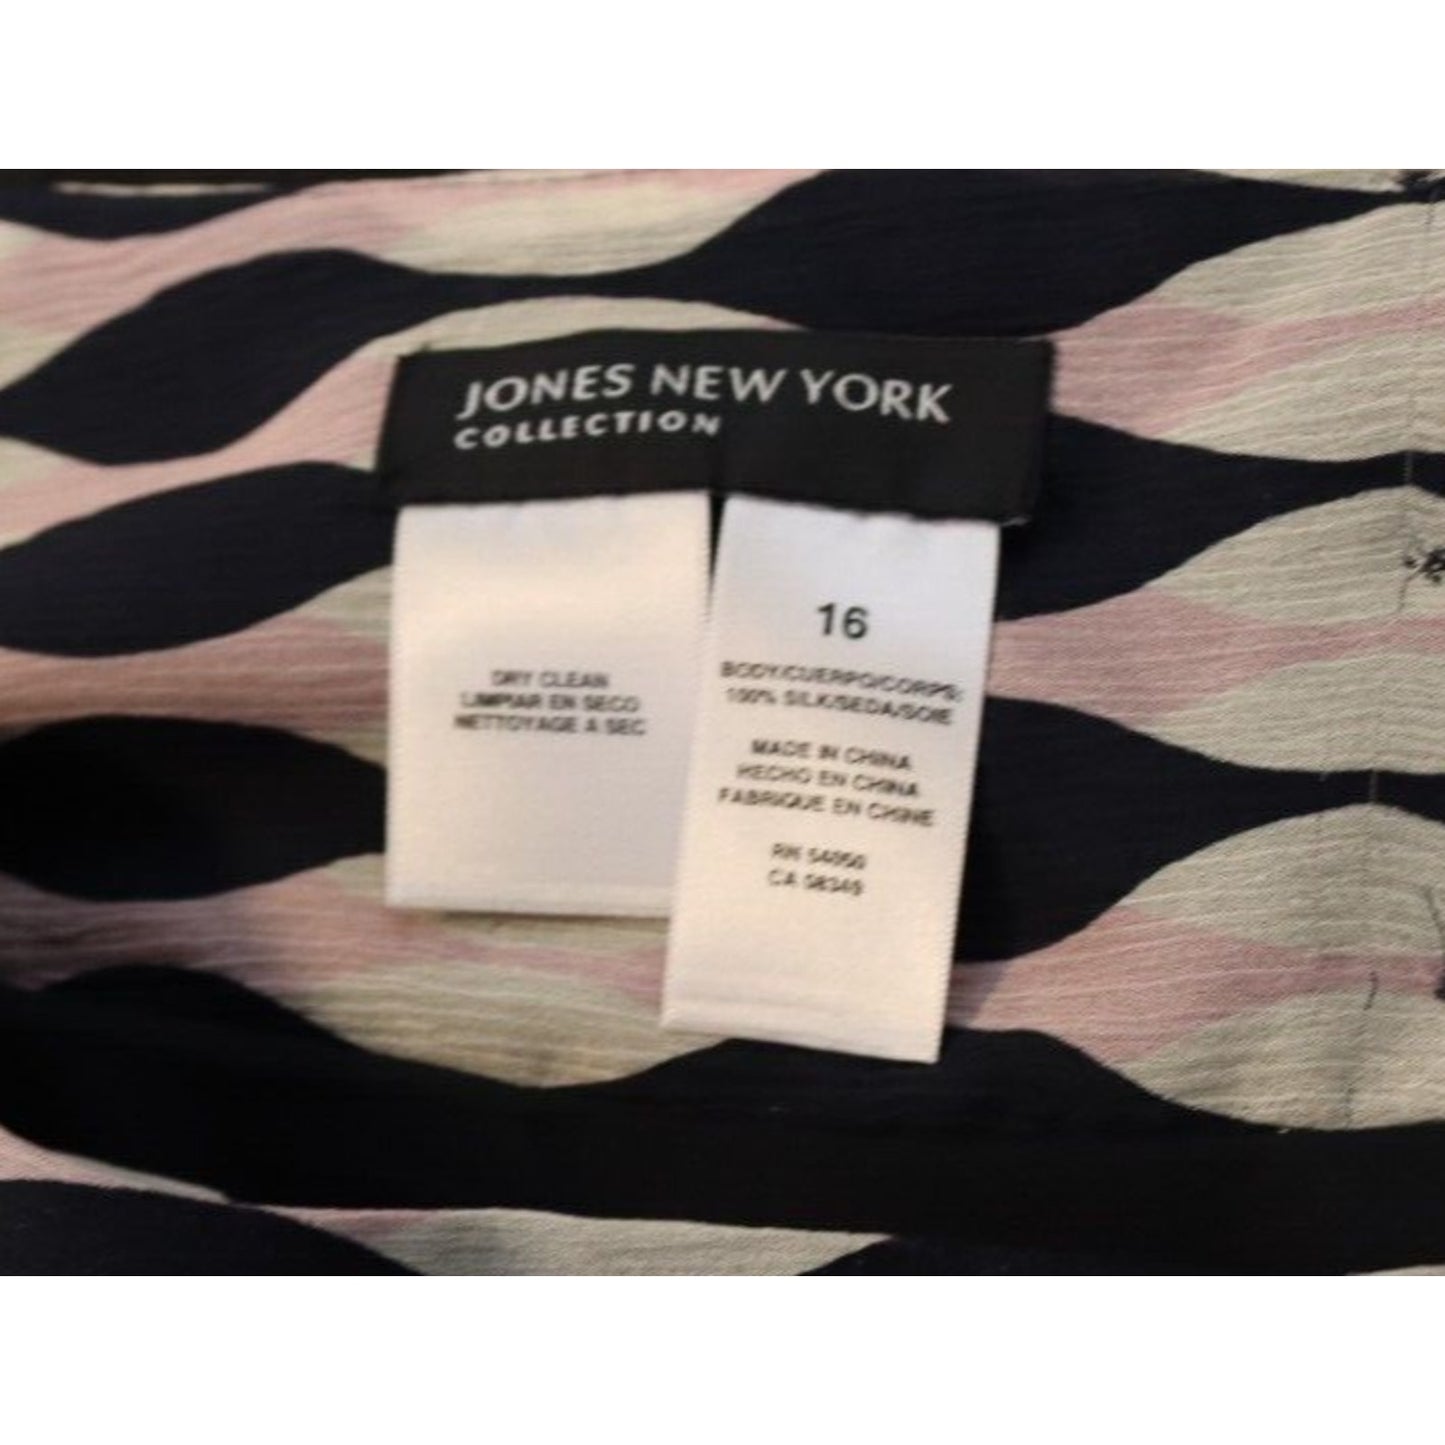 JONES NEW YORK
COLLECTION
DRY CLEAN
LIMPIAR EN SECO
NETTOYAGE A SEC
16
BODY/CUERPO/CORPS:
100% SILK/SEDA/SOIE
MADE IN CHINA
HECHO EN CHINA
FABRIQUE EN CHINE
RN 54050
CA 08349